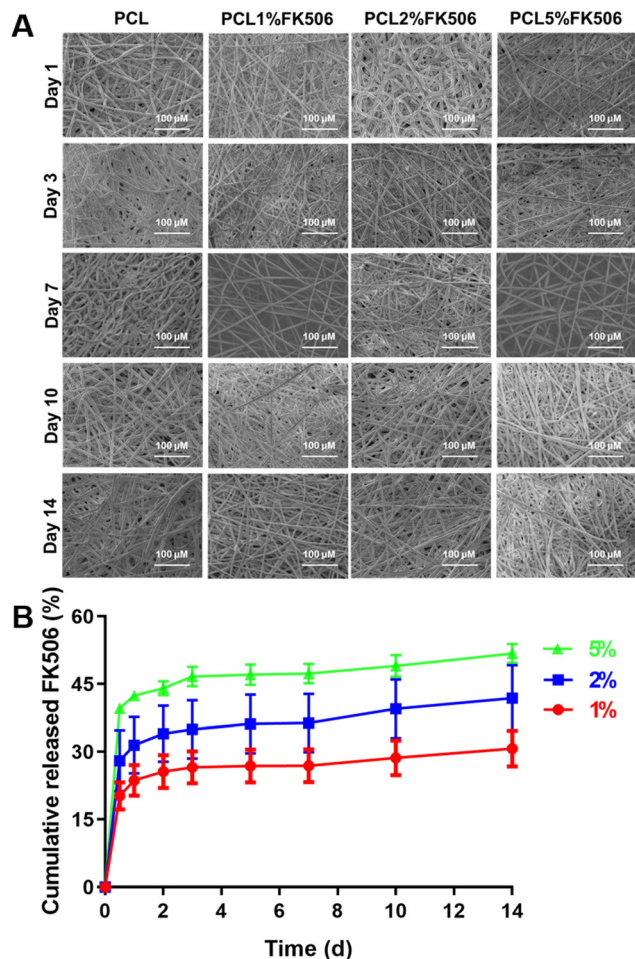 A
PCL PCL1%FK506 PCL2%FK506 PCL5%FK506
Day 1
100 µM 100 µM 100 µM 100 µM
Day 3
100 µM 100 µM 100 µM 100 µM
Day 7
100 µM 100 µM 100 µM 100 µM
Day 10
100 µM 100 µM 100 µM 100 µM
Day 14
100 µM 100 µM 100 µM 100 µM
B
Cumulative released FK506 (%)
60
45
30
15
0
0 2 4 6 8 10 12 14
Time (d)
5%
2%
1%